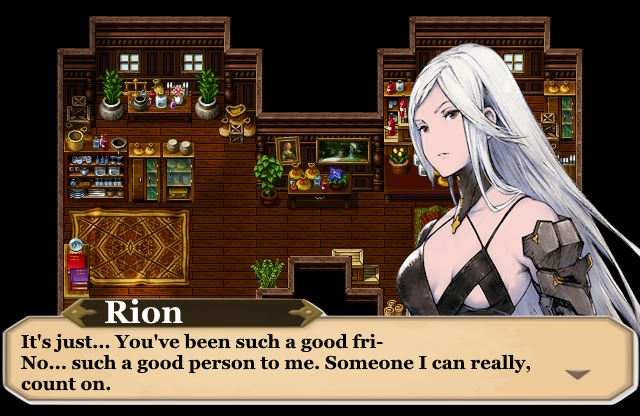 Rion
It's just... You've been such a good fri-
No... such a good person to me. Someone I can really,
count on.